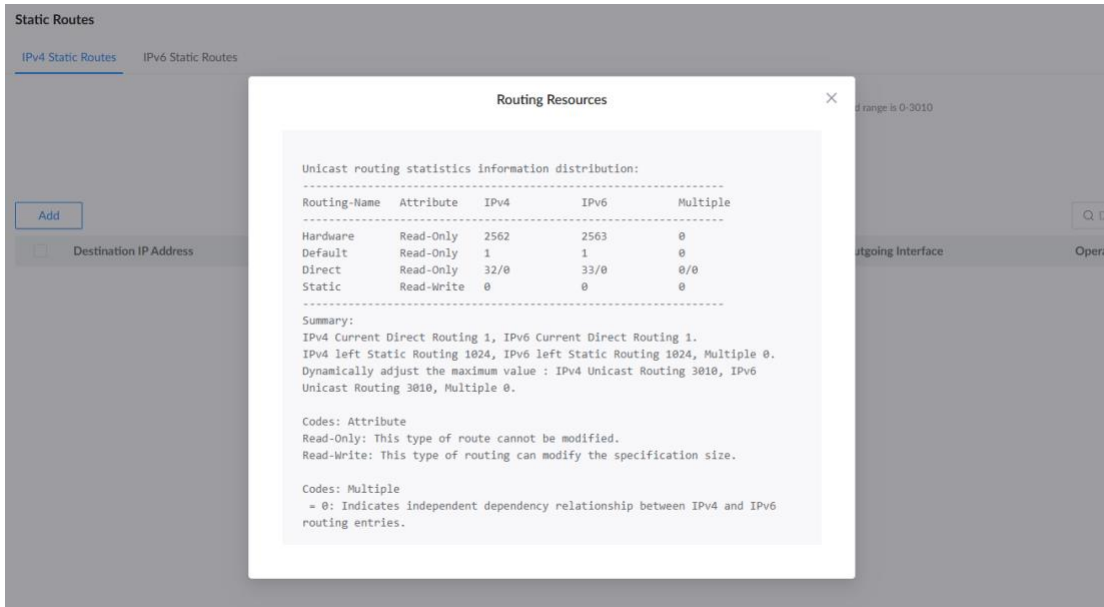 Static Routes
IPv4 Static Routes IPv6 Static Routes
Routing Resources
range is 0-3010
Unicast routing statistics information distribution:
----------------------------------------------------------------------
Routing-Name Attribute IPv4 IPv6 Multiple
----------------------------------------------------------------------
Hardware Read-Only 2562 2563 0
Default Read-Only 1 1 0
Direct Read-Only 32/0 33/0 0/0
Static Read-Write 0 0 0
----------------------------------------------------------------------
Summary:
IPv4 Current Direct Routing 1, IPv6 Current Direct Routing 1.
IPv4 left Static Routing 1024, IPv6 left Static Routing 1024, Multiple 0.
Dynamically adjust the maximum value : IPv4 Unicast Routing 3010, IPv6
Unicast Routing 3010, Multiple 0.
Codes: Attribute
Read-Only: This type of route cannot be modified.
Read-Write: This type of routing can modify the specification size.
Codes: Multiple
= 0: Indicates independent dependency relationship between IPv4 and IPv6
routing entries.
Add
Destination IP Address utgoing Interface Opera